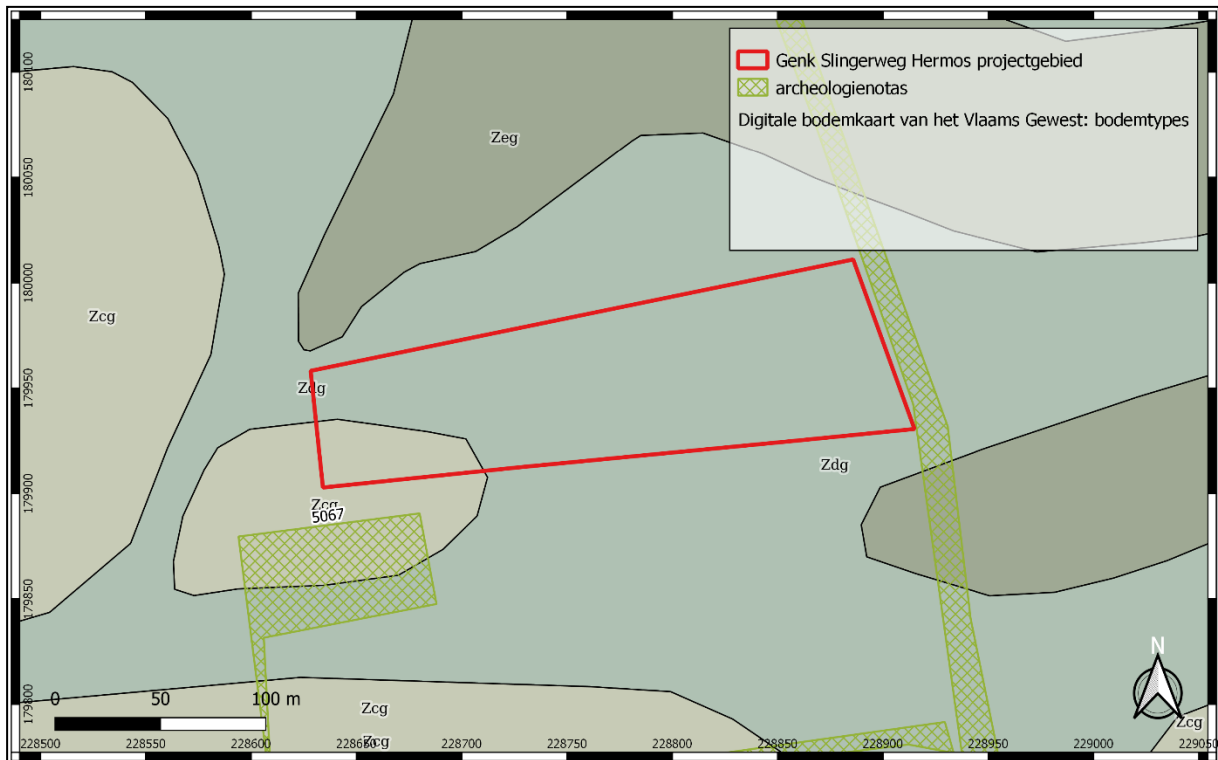 Genk Slingerweg Hermos projectgebied
archeologienotas
Digitale bodemkaart van het Vlaams Gewest: bodemtypes
180100
Zeg
180050
180000
Zcg
179950
Zdg
Zdg
179900
Zcg
5067
179850
N
179800
0 50 100 m
Zcg
Zcg
Zcg
228500 228550 228600 228650 228700 228750 228800 228850 228900 228950 229000 229050